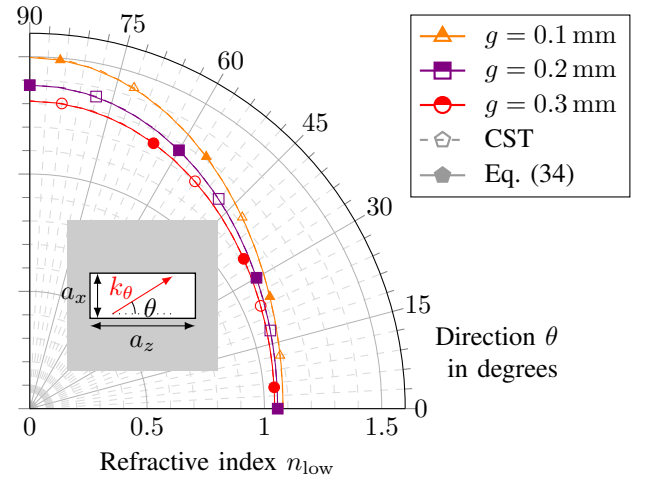 90
75
60
45
30
15
0
g = 0.1 mm
g = 0.2 mm
g = 0.3 mm
CST
Eq. (34)
a_x
k_θ
θ
a_z
Direction θ
in degrees
0 0.5 1 1.5
Refractive index n_low